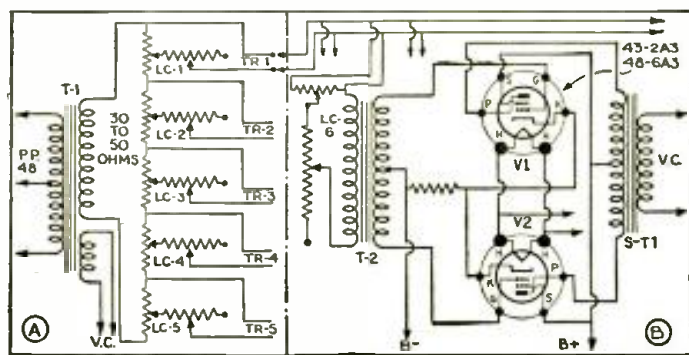 T-1
P.P.
48
30
TO
50
OHMS
V.C.
LC-1
LC-2
LC-3
LC-4
LC-5
TR-1
TR-2
TR-3
TR-4
TR-5
A
LC-
6
T-2
B-
43-2A3
48-6A3
S
G
P
K
H
H
V1
V2
H
H
K
P
G
S
B+
S-T1
V.C.
B